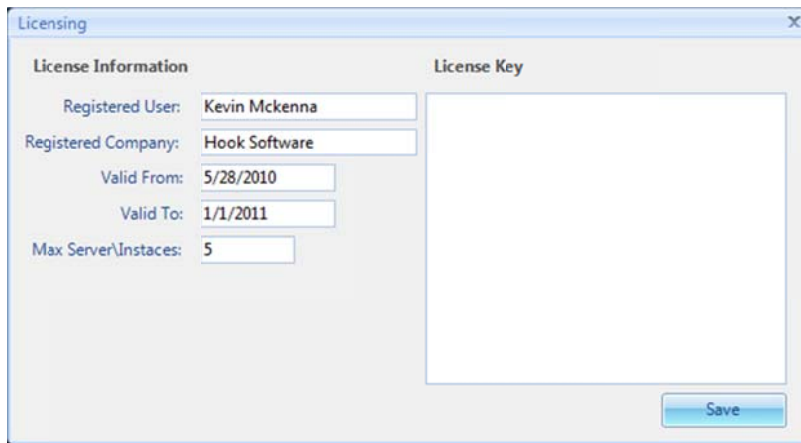 Licensing
License Information
Registered User: Kevin Mckenna
Registered Company: Hook Software
Valid From: 5/28/2010
Valid To: 1/1/2011
Max Server\Instaces: 5
License Key
Save